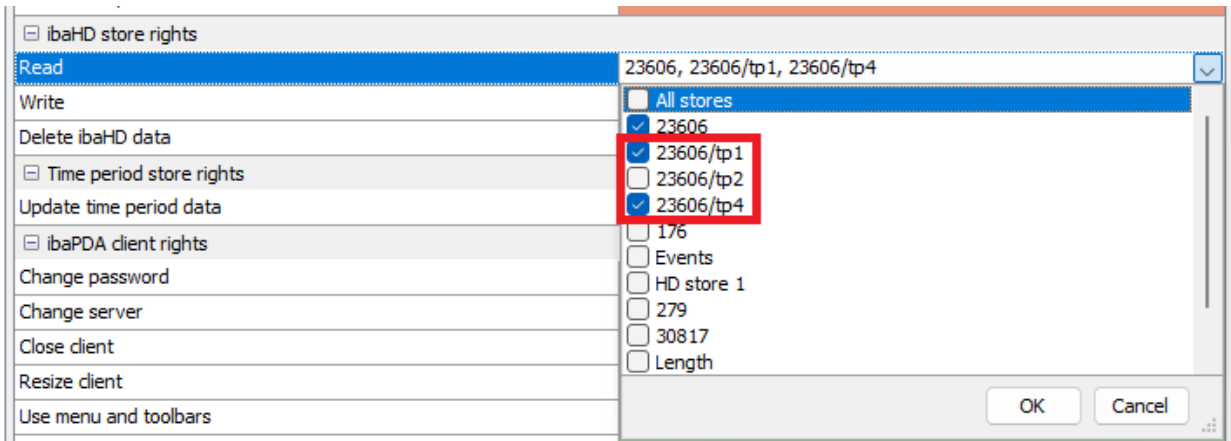 ibaHD store rights
Read 23606, 23606/tp1, 23606/tp4
Write All stores
23606
Delete ibaHD data
23606/tp1
Time period store rights
23606/tp2
Update time period data 23606/tp4
176
ibaPDA client rights
Events
Change password HD store 1
Change server 279
30817
Close client
Length
Resize client
OK Cancel
Use menu and toolbars